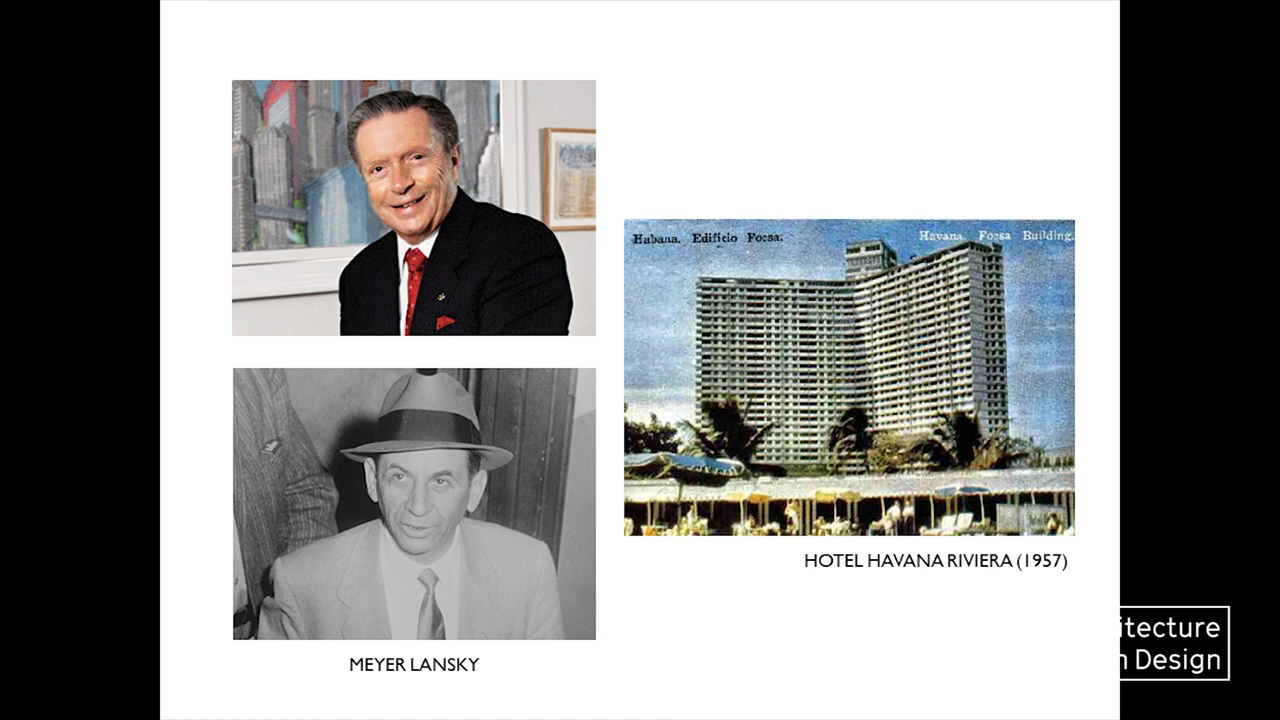 Habana. Edificio Focsa.
Havana. Focsa Building.
HOTEL HAVANA RIVIERA (1957)
MEYER LANSKY
itecture
n Design